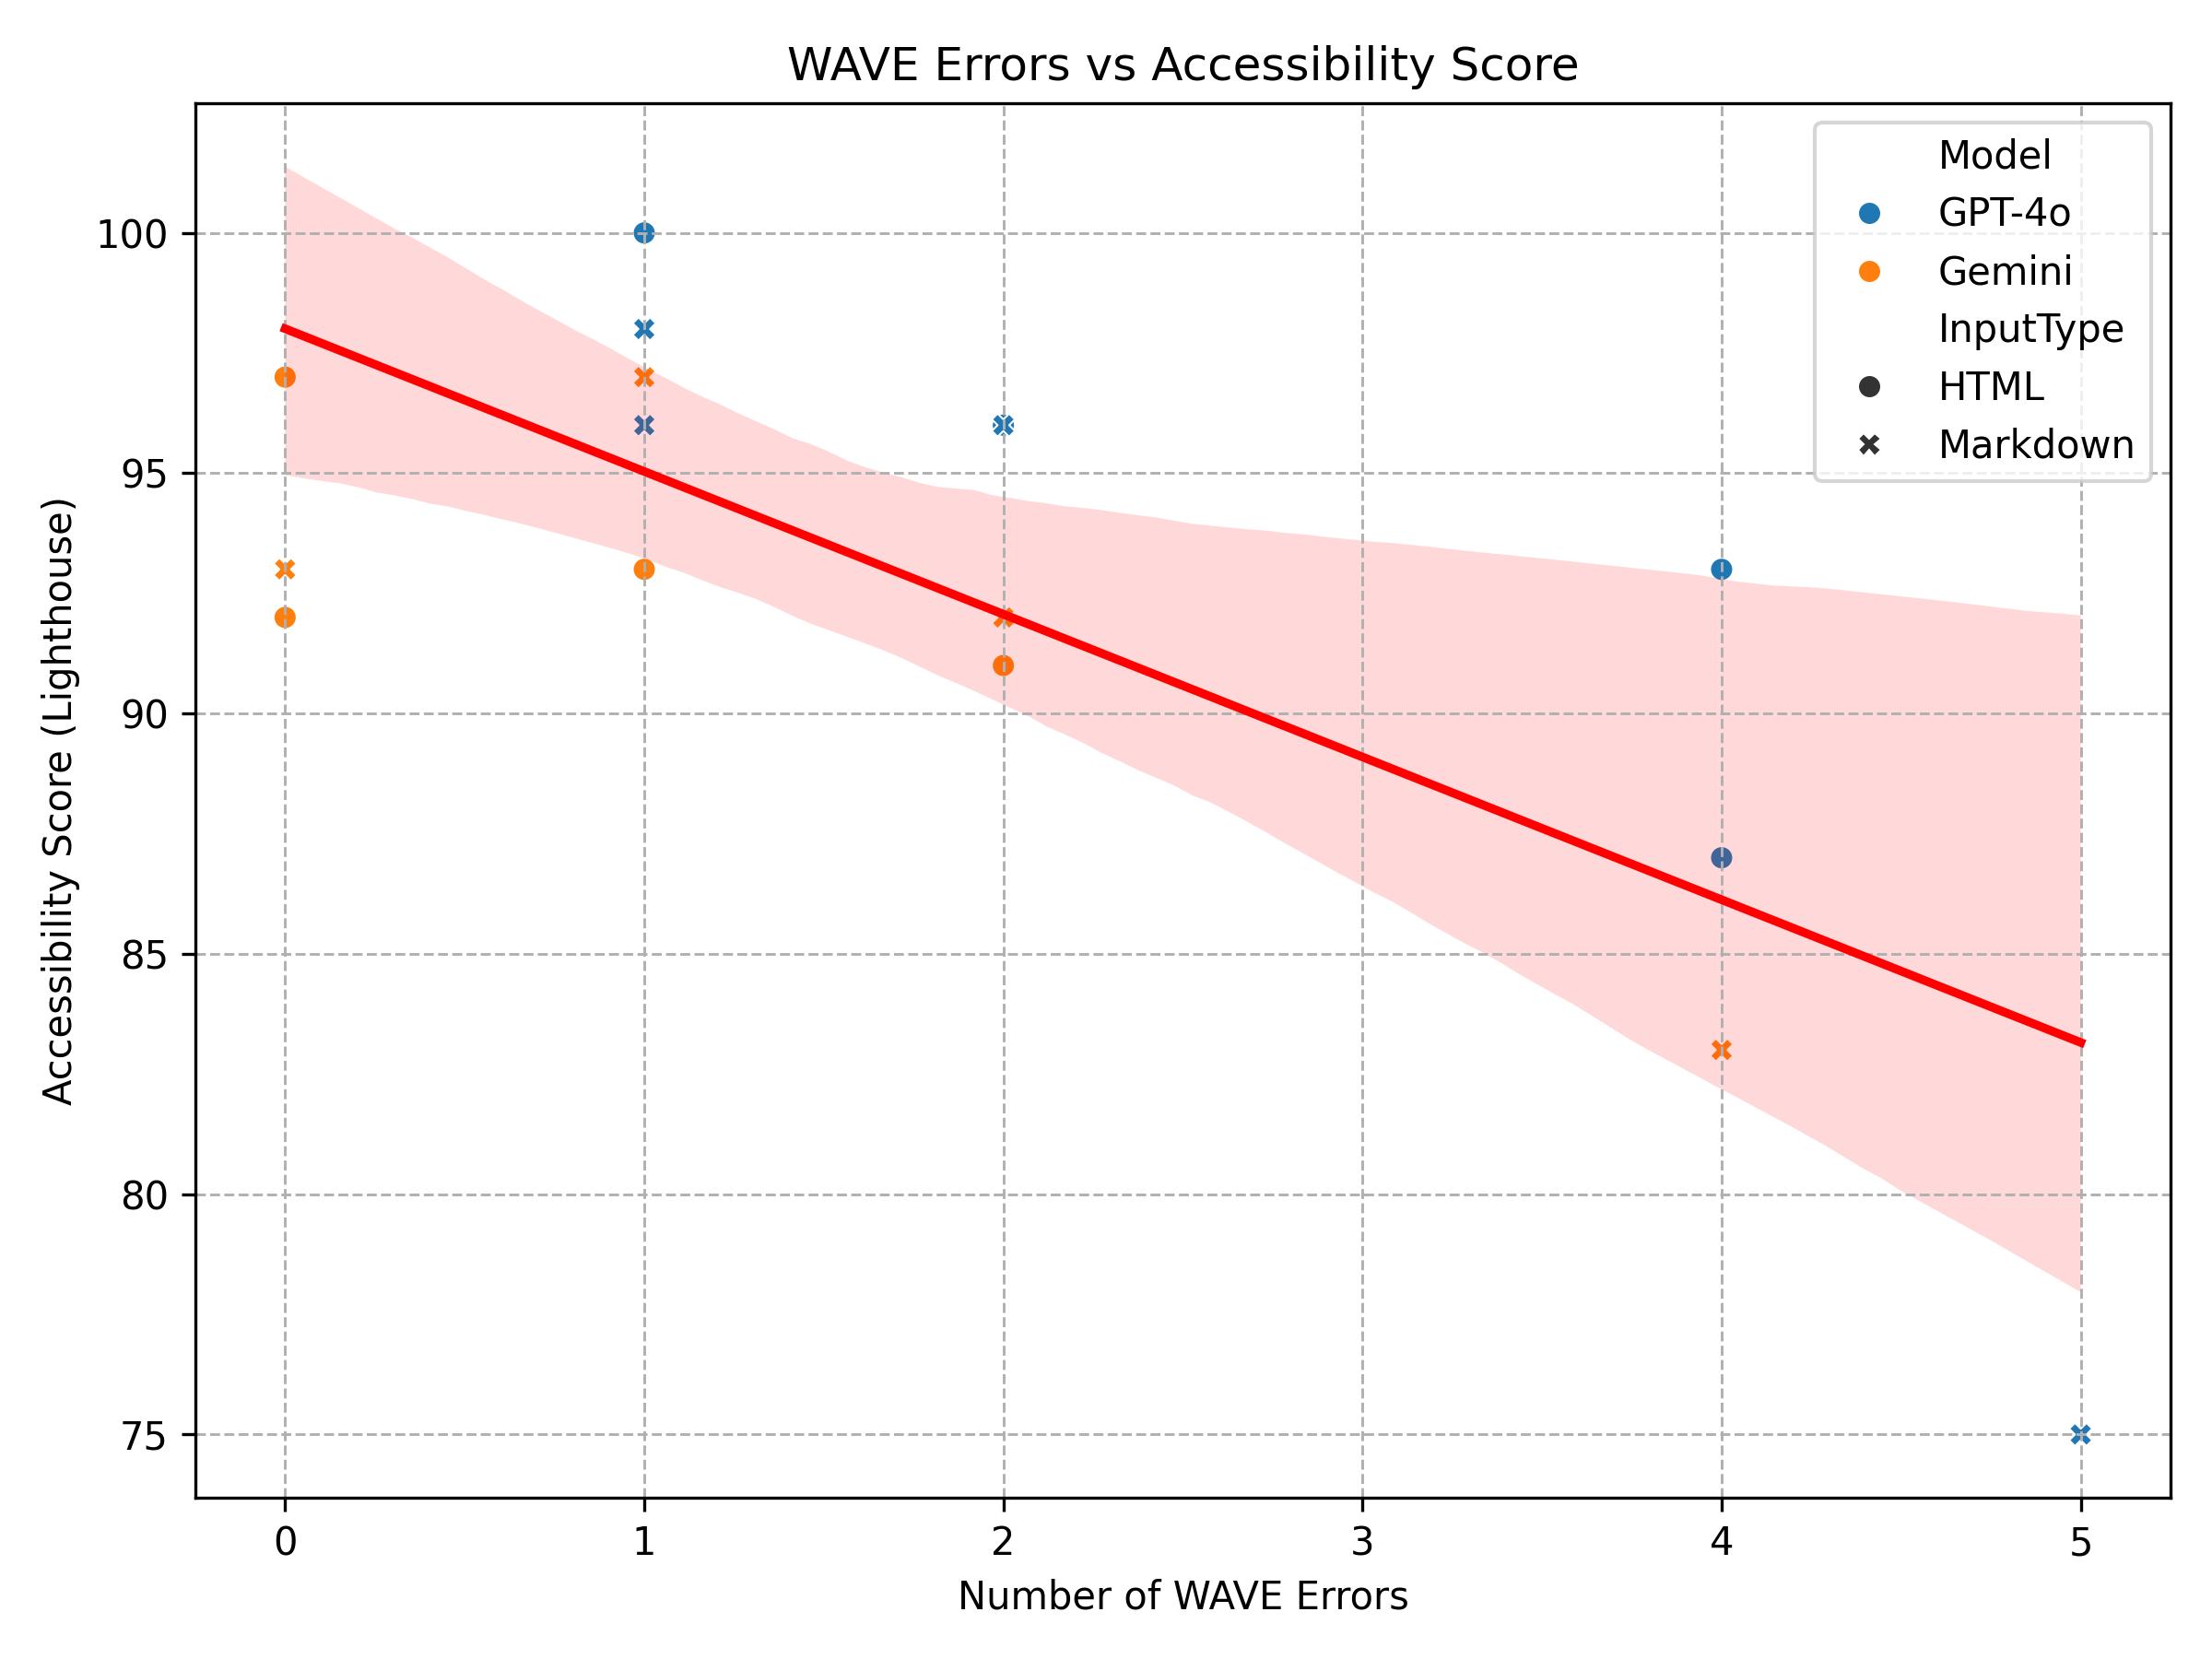 WAVE Errors vs Accessibility Score
Model
GPT-4o
Gemini
InputType
HTML
Markdown
Accessibility Score (Lighthouse)
100
95
90
85
80
75
0 1 2 3 4 5
Number of WAVE Errors